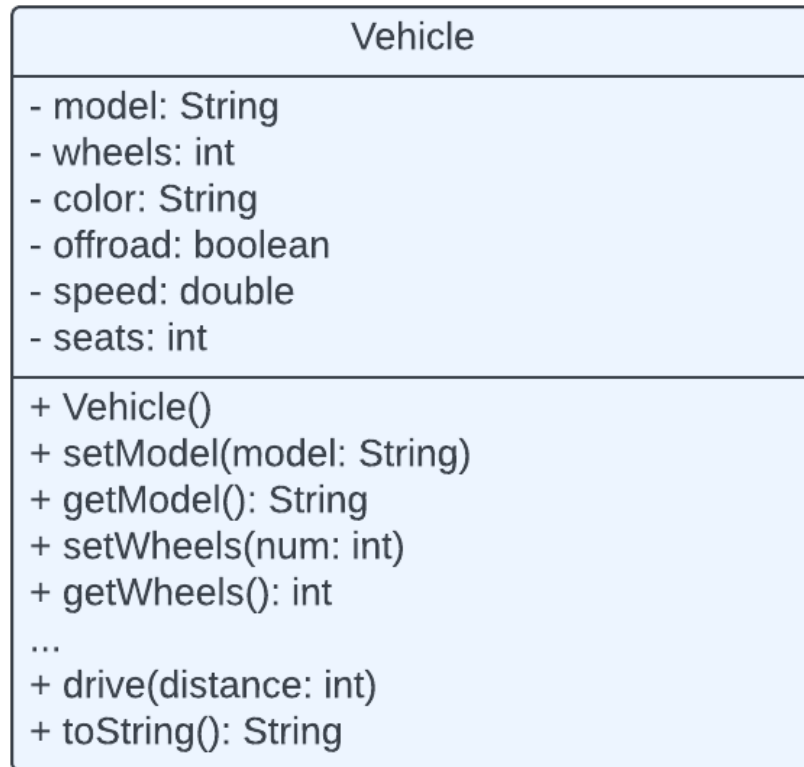 Vehicle
- model: String
- wheels: int
- color: String
- offroad: boolean
- speed: double
- seats: int
+ Vehicle()
+ setModel(model: String)
+ getModel(): String
+ setWheels(num: int)
+ getWheels(): int
...
+ drive(distance: int)
+ toString(): String